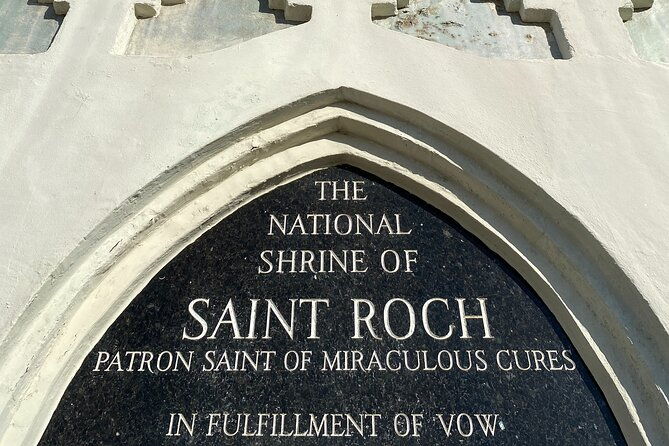 THE
NATIONAL
SHRINE OF
SAINT ROCH
PATRON SAINT OF MIRACULOUS CURES
IN FULFILLMENT OF VOW